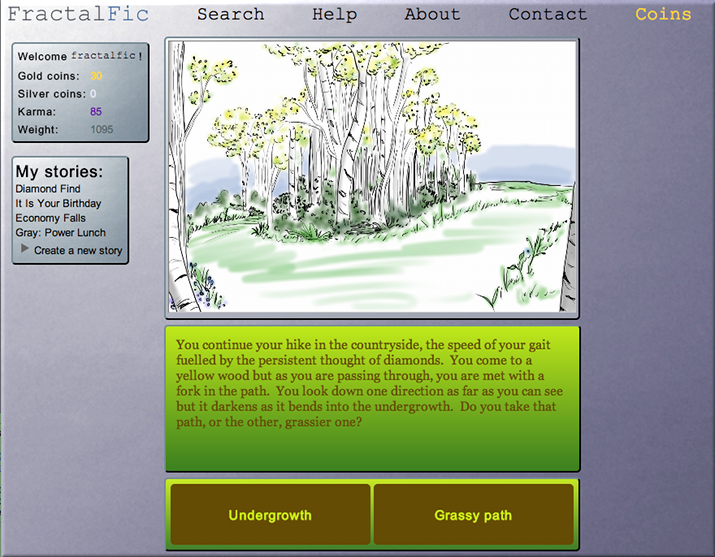 FractalFic Search Help About Contact Coins
Welcome fractalfic!
Gold coins: 30
Silver coins: 0
Karma: 85
Weight: 1095
My stories:
Diamond Find
It Is Your Birthday
Economy Falls
Gray: Power Lunch
Create a new story
You continue your hike in the countryside, the speed of your gait
fuelled by the persistent thought of diamonds. You come to a
yellow wood but as you are passing through, you are met with a
fork in the path. You look down one direction as far as you can see
but it darkens as it bends into the undergrowth. Do you take that
path, or the other, grassier one?
Undergrowth Grassy path